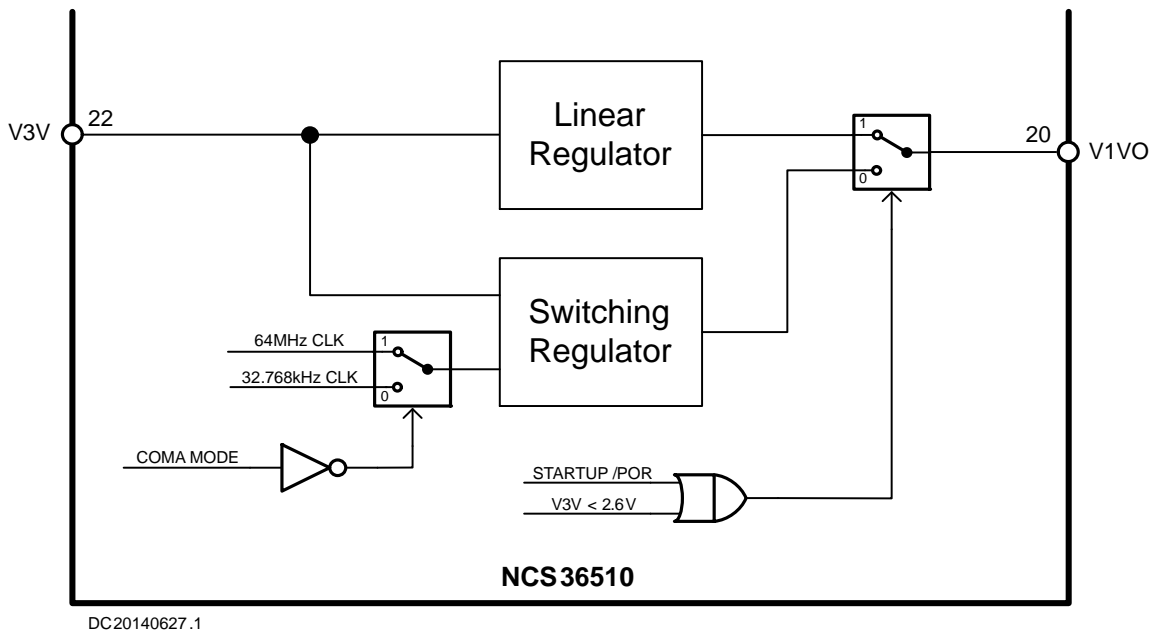 V3V
22
Linear
Regulator
1
0
20
V1VO
Switching
Regulator
64MHz CLK
32.768kHz CLK
1
0
COMA MODE
STARTUP /POR
V3V < 2.6V
NCS36510
DC20140627.1